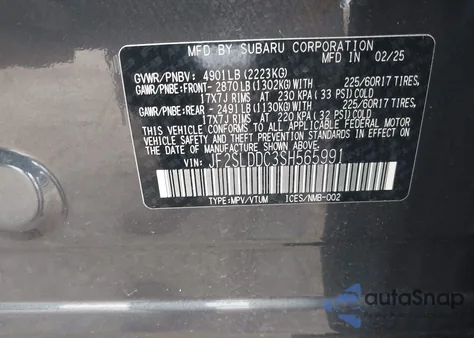 MFD BY SUBARU CORPORATION
MFD IN 02/25
GVWR/PNBV: 4901LB (2223KG)
GAWR/PNBE:FRONT- 2870LB (1302KG)WITH 225/60R17 TIRES,
17X7J RIMS AT 230 KPA (33 PSI) COLD
GAWR/PNBE:REAR - 2491LB (1130KG)WITH 225/60R17 TIRES,
17X7J RIMS AT 220 KPA (32 PSI) COLD
THIS VEHICLE CONFORMS TO ALL APPLICABLE FEDERAL MOTOR
VEHICLE SAFETY AND THEFT PREVENTION STANDARDS IN
EFFECT ON THE DATE OF MANUFACTURE SHOWN ABOVE.
VIN: JF2SLDDC3SH565991
TYPE:MPV/VTUM ICES/NMB-002
autoSnap